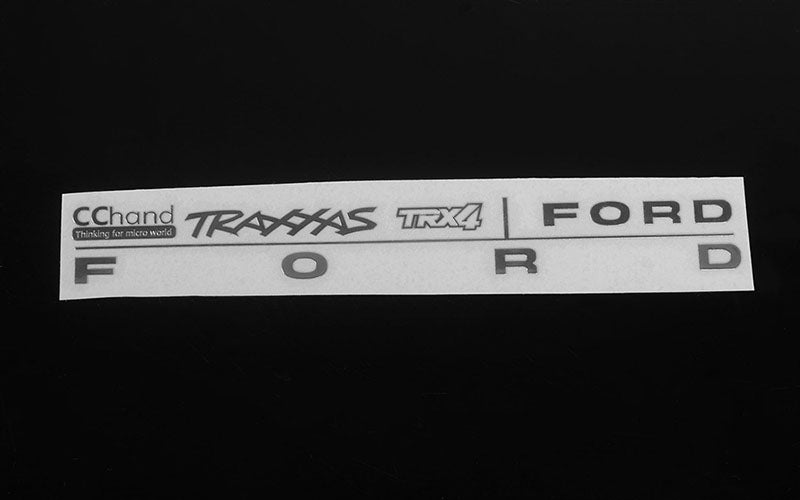 CChand TRAXXAS TRX4 FORD
Thinking for micro world
F O R D